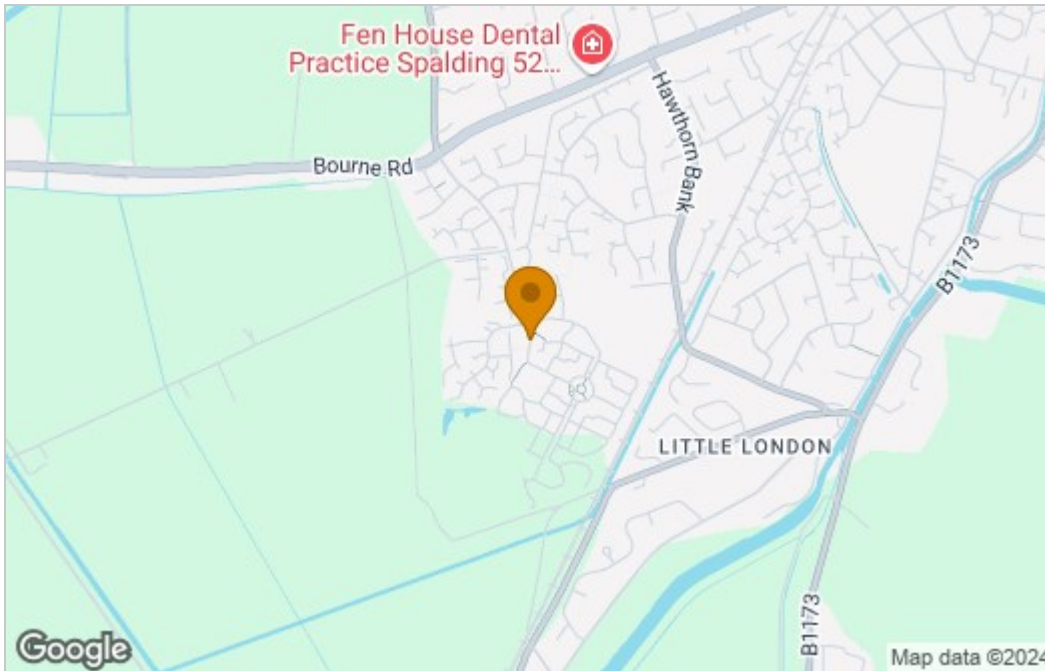 Fen House Dental
Practice Spalding 52...
Hawthorn Bank
Bourne Rd
B1173
LITTLE LONDON
B1173
Google
Map data ©2024